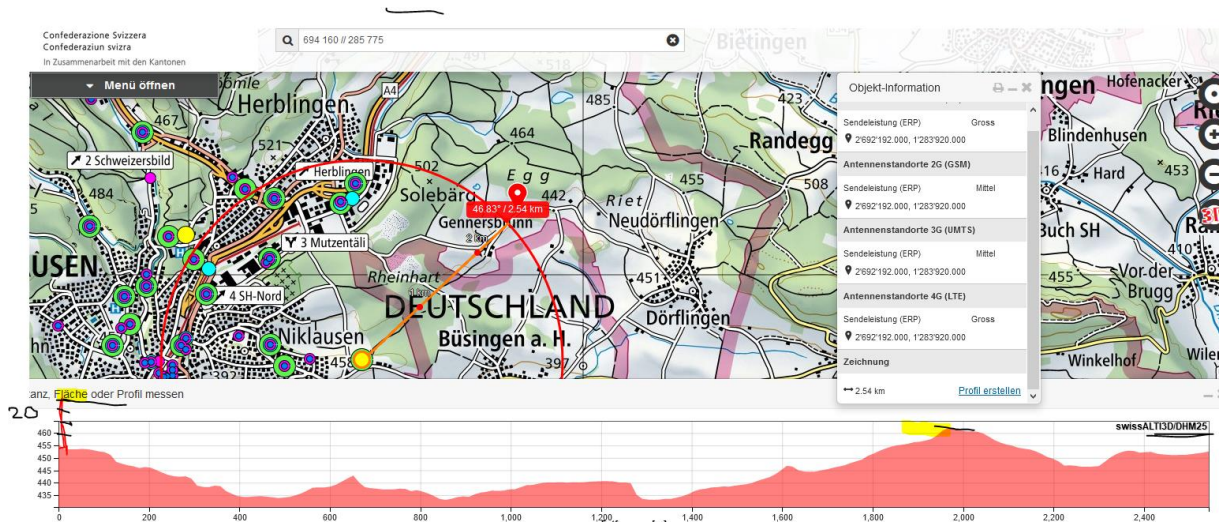 Confederazione Svizzera
Confederaziun svizra
In Zusammenarbeit mit den Kantonen
694 160 // 285 775
Bietingen
518
Menü öffnen
Herblingen
A4
467
521
464
485
423
Randegg
508
2 Schweizersbild
Herblingen
502
Solebärg
Egg
442
455
484
46.83° / 2.54 km
Gennersbrunn
2 km
Riet
Neudörflingen
3 Mutzentäli
USEN
Rheinhart
1 km
451
4 SH-Nord
DEUTSCHLAND
Dörflingen
Niklausen
Büsingen a. H.
458
392
397
Objekt-Information
Sendeleistung (ERP) Gross
2'692'192.000, 1'283'920.000
Antennenstandorte 2G (GSM)
Sendeleistung (ERP) Mittel
2'692'192.000, 1'283'920.000
Antennenstandorte 3G (UMTS)
Sendeleistung (ERP) Mittel
2'692'192.000, 1'283'920.000
Antennenstandorte 4G (LTE)
Sendeleistung (ERP) Gross
2'692'192.000, 1'283'920.000
Zeichnung
2.54 km Profil erstellen
ngen
Hofenacker
Blindenhusen
Hard
453
Buch SH
410
455
Vor der
Brugg
Winkelhof
Wiler
anz, Fläche oder Profil messen
20
swissALTI3D/DHM25
460
455
450
445
440
435
0 200 400 600 800 1,000 1,200 1,400 1,600 1,800 2,000 2,200 2,400